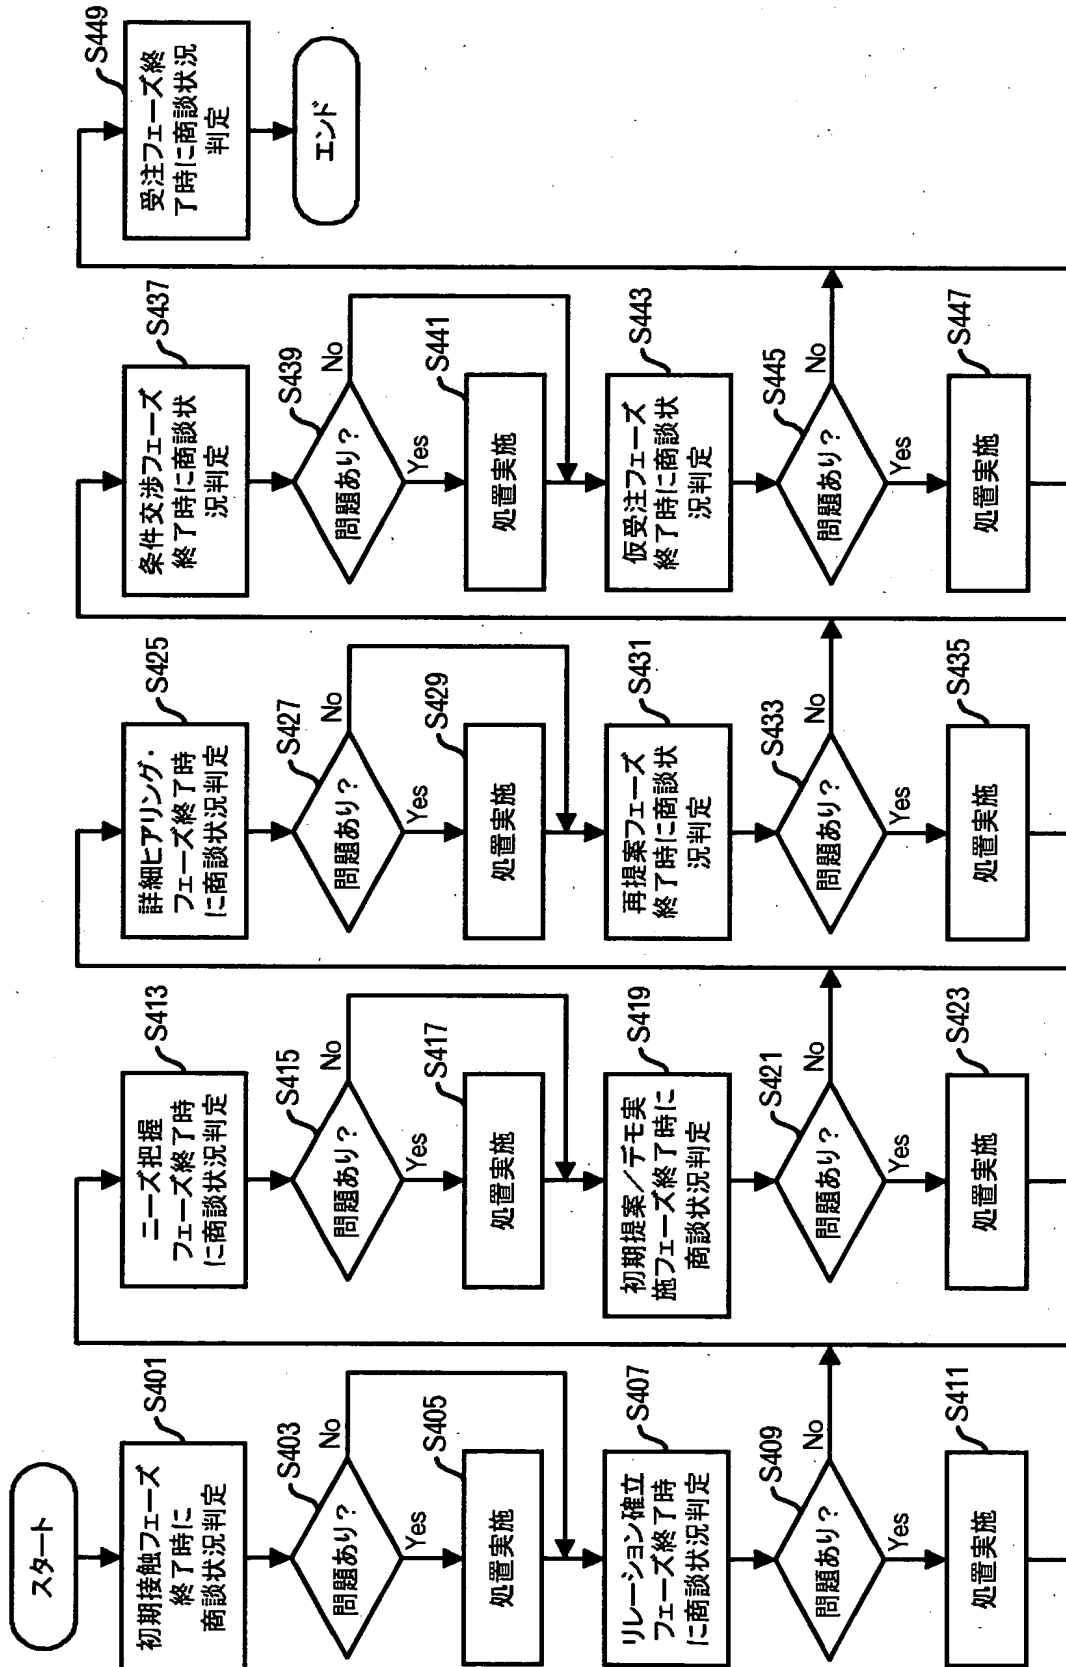 スタート
S401
初期接触フェーズ
終了時に
商談状況判定
S403
問題あり?
No
Yes
S405
処置実施
S407
リレーション確立
フェーズ終了時
に商談状況判定
S409
問題あり?
No
Yes
S411
処置実施
S413
ニーズ把握
フェーズ終了時
に商談状況判定
S415
問題あり?
No
Yes
S417
処置実施
S419
初期提案/デモ実
施フェーズ終了時に
商談状況判定
S421
問題あり?
No
Yes
S423
処置実施
S425
詳細ヒアリング・
フェーズ終了時
に商談状況判定
S427
問題あり?
No
Yes
S429
処置実施
S431
再提案フェーズ
終了時に商談状
況判定
S433
問題あり?
No
Yes
S435
処置実施
S437
条件交渉フェーズ
終了時に商談状
況判定
S439
問題あり?
No
Yes
S441
処置実施
S443
仮受注フェーズ
終了時に商談状
況判定
S445
問題あり?
No
Yes
S447
処置実施
S449
受注フェーズ終
了時に商談状況
判定
エンド